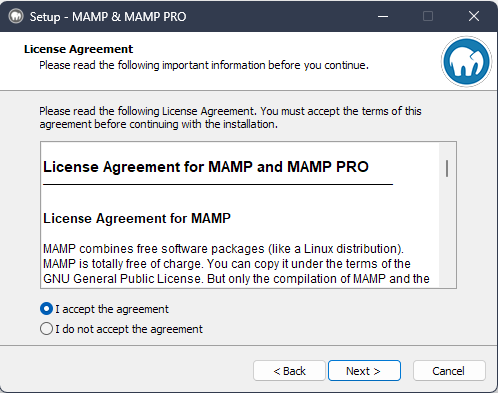 Setup - MAMP & MAMP PRO
License Agreement
Please read the following important information before you continue.
Please read the following License Agreement. You must accept the terms of this
agreement before continuing with the installation.
License Agreement for MAMP and MAMP PRO
License Agreement for MAMP
MAMP combines free software packages (like a Linux distribution).
MAMP is totally free of charge. You can copy it under the terms of the
GNU General Public License. But only the compilation of MAMP and the
I accept the agreement
I do not accept the agreement
< Back
Next >
Cancel